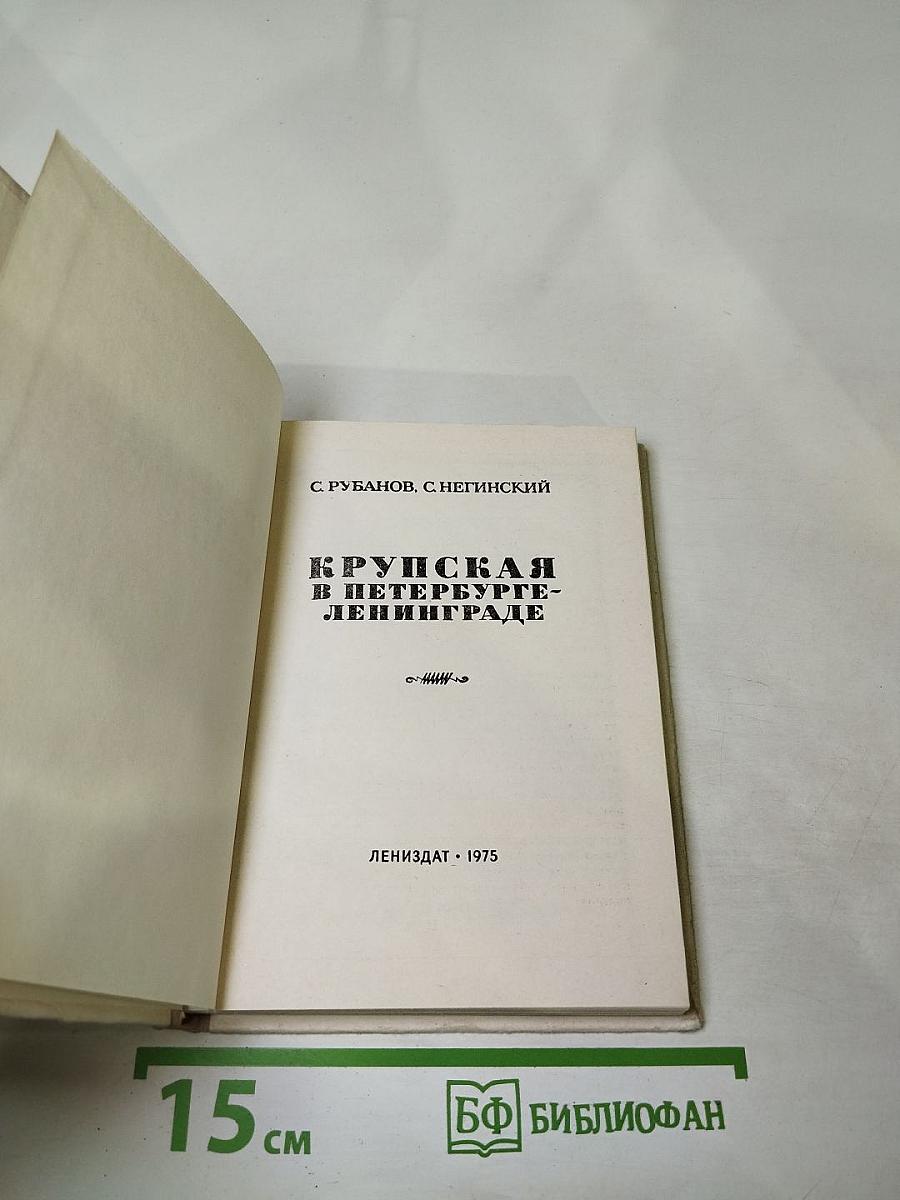 С. РУБАНОВ, С. НЕГИНСКИЙ
КРУПСКАЯ
В ПЕТЕРБУРГЕ-
ЛЕНИНГРАДЕ
ЛЕНИЗДАТ • 1975
15 см
БФ БИБЛИОФАН